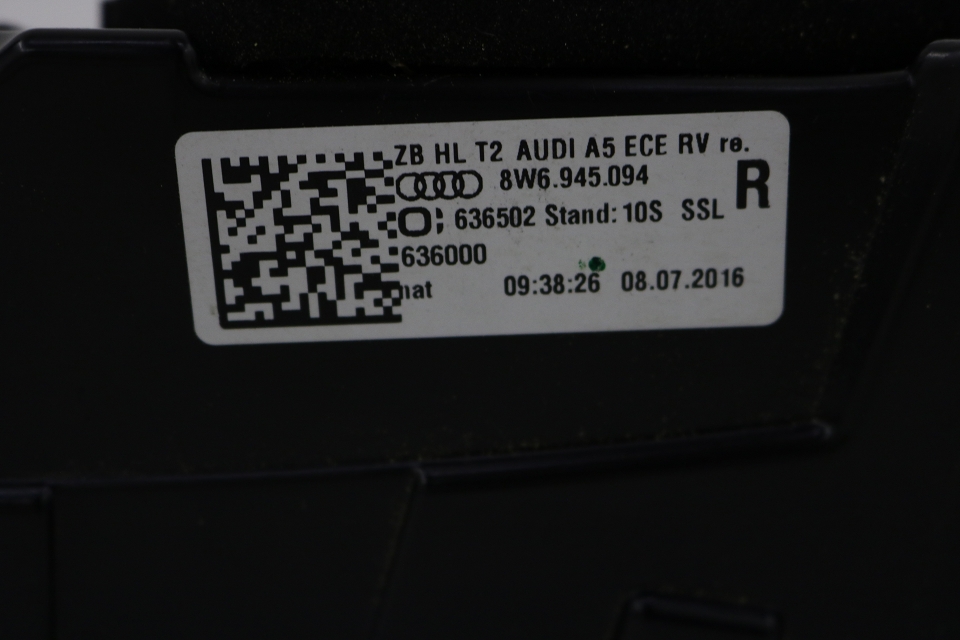 ZB HL T2 AUDI A5 ECE RV re.
8W6.945.094 R
636502 Stand: 10S SSL
636000
nat 09:38:26 08.07.2016